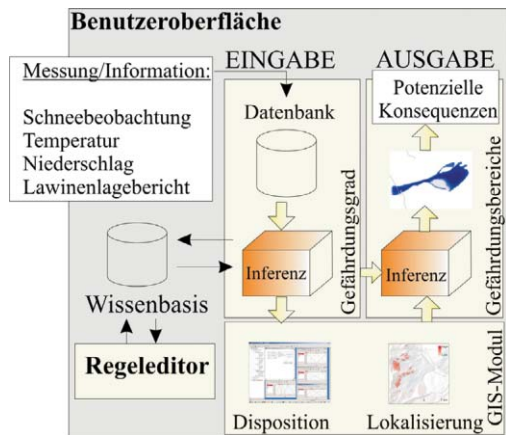 Benutzeroberfläche
EINGABE
AUSGABE
Messung/Information:
Schneebeobachtung
Temperatur
Niederschlag
Lawinenlagebericht
Datenbank
Potenzielle
Konsequenzen
Inferenz
Gefährdungsgrad
Inferenz
Gefährdungsbereiche
Wissenbasis
Regeleditor
Disposition
Lokalisierung
GIS-Modul